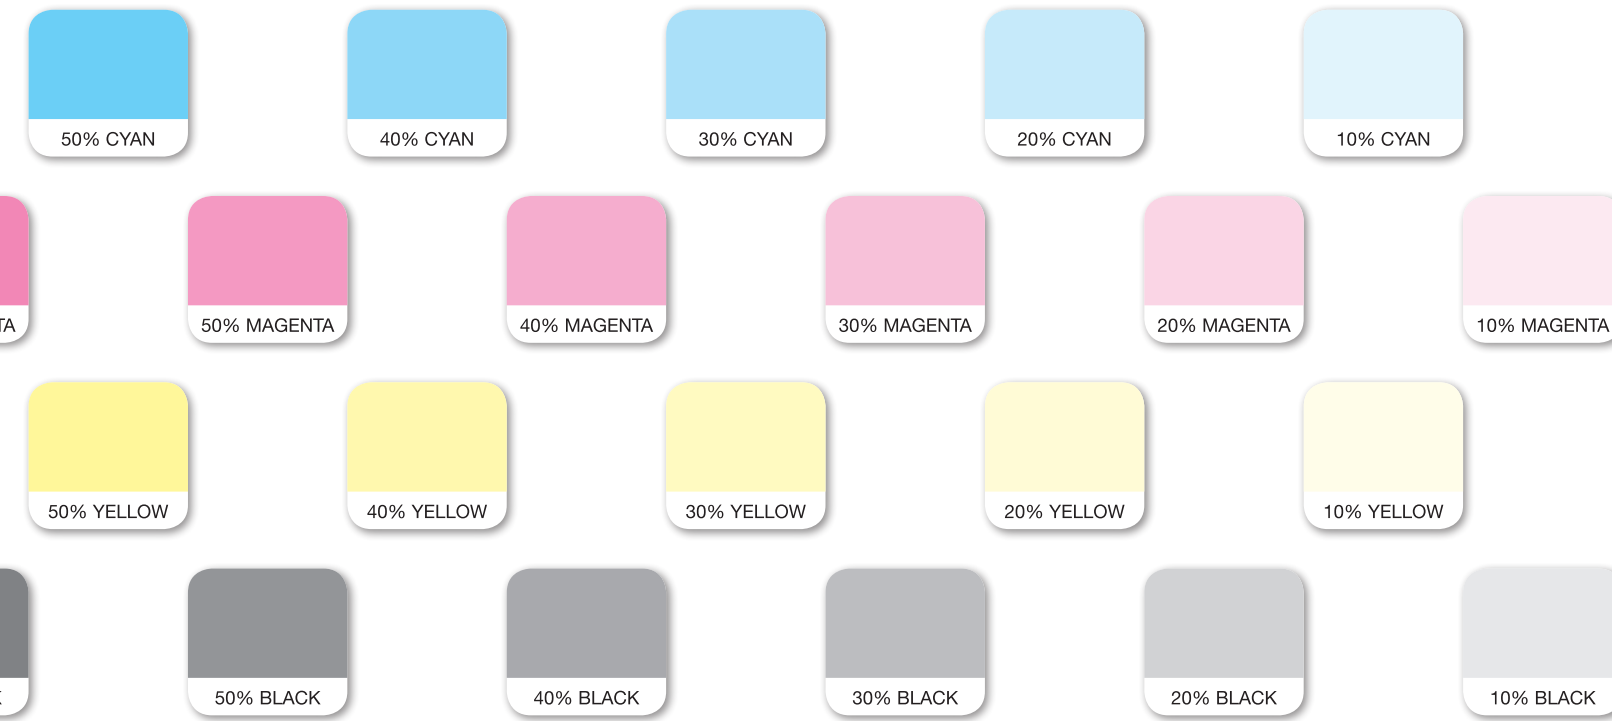 50% CYAN
40% CYAN
30% CYAN
20% CYAN
10% CYAN
TA
50% MAGENTA
40% MAGENTA
30% MAGENTA
20% MAGENTA
10% MAGENTA
50% YELLOW
40% YELLOW
30% YELLOW
20% YELLOW
10% YELLOW
50% BLACK
40% BLACK
30% BLACK
20% BLACK
10% BLACK